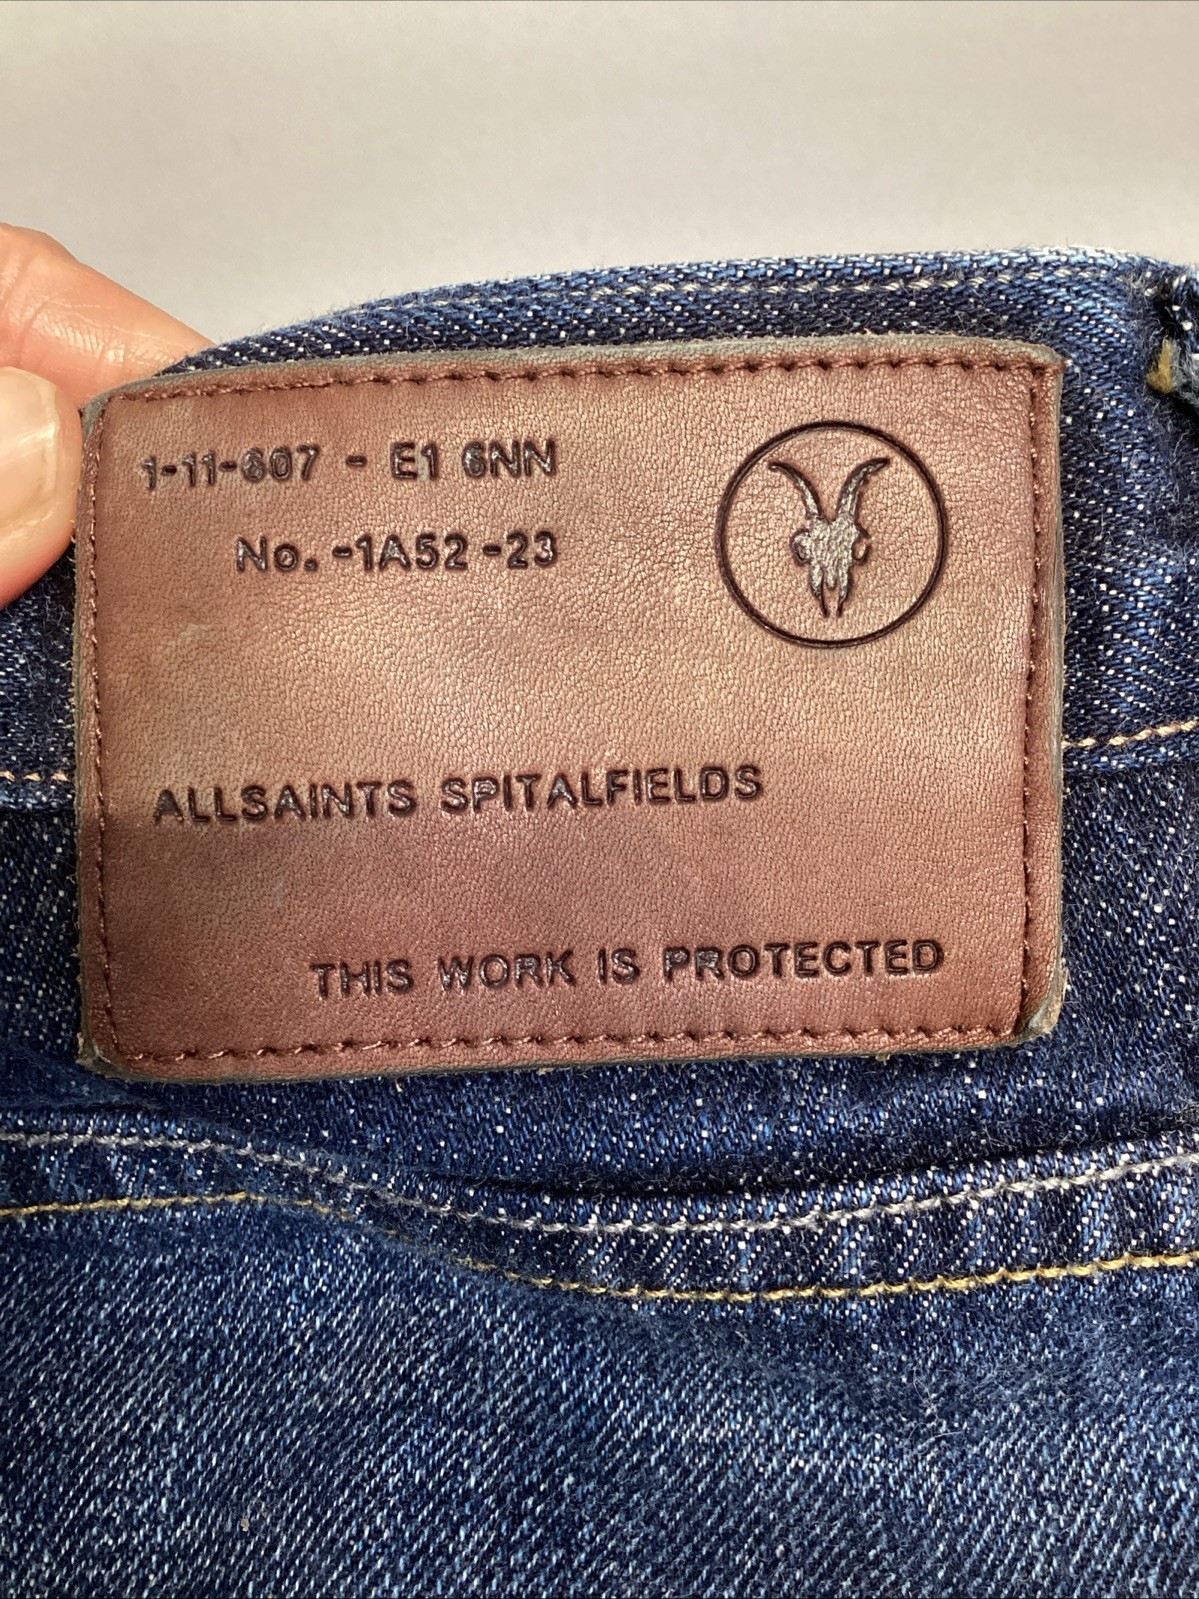 1-11-607 - E1 6NN
No. -1A52 -23
ALLSAINTS SPITALFIELDS
THIS WORK IS PROTECTED